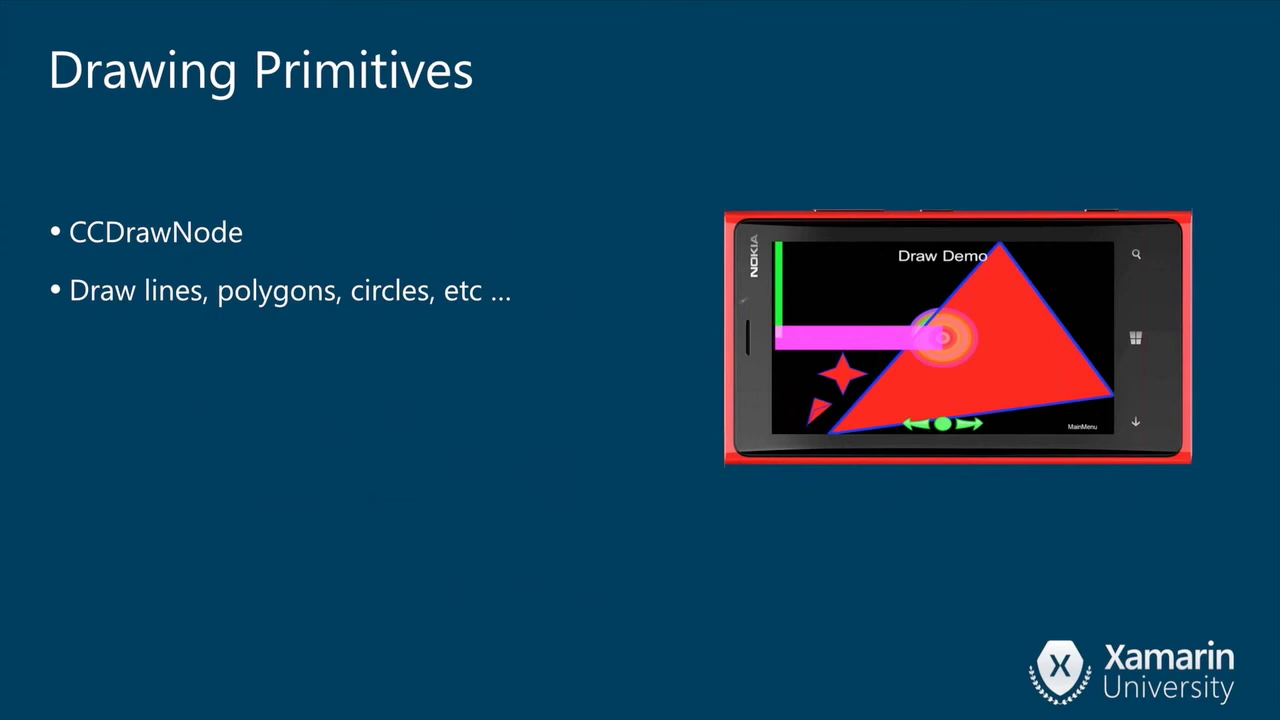 Drawing Primitives
• CCDrawNode
• Draw lines, polygons, circles, etc ...
NOKIA
Draw Demo
MainMenu
X
Xamarin
University